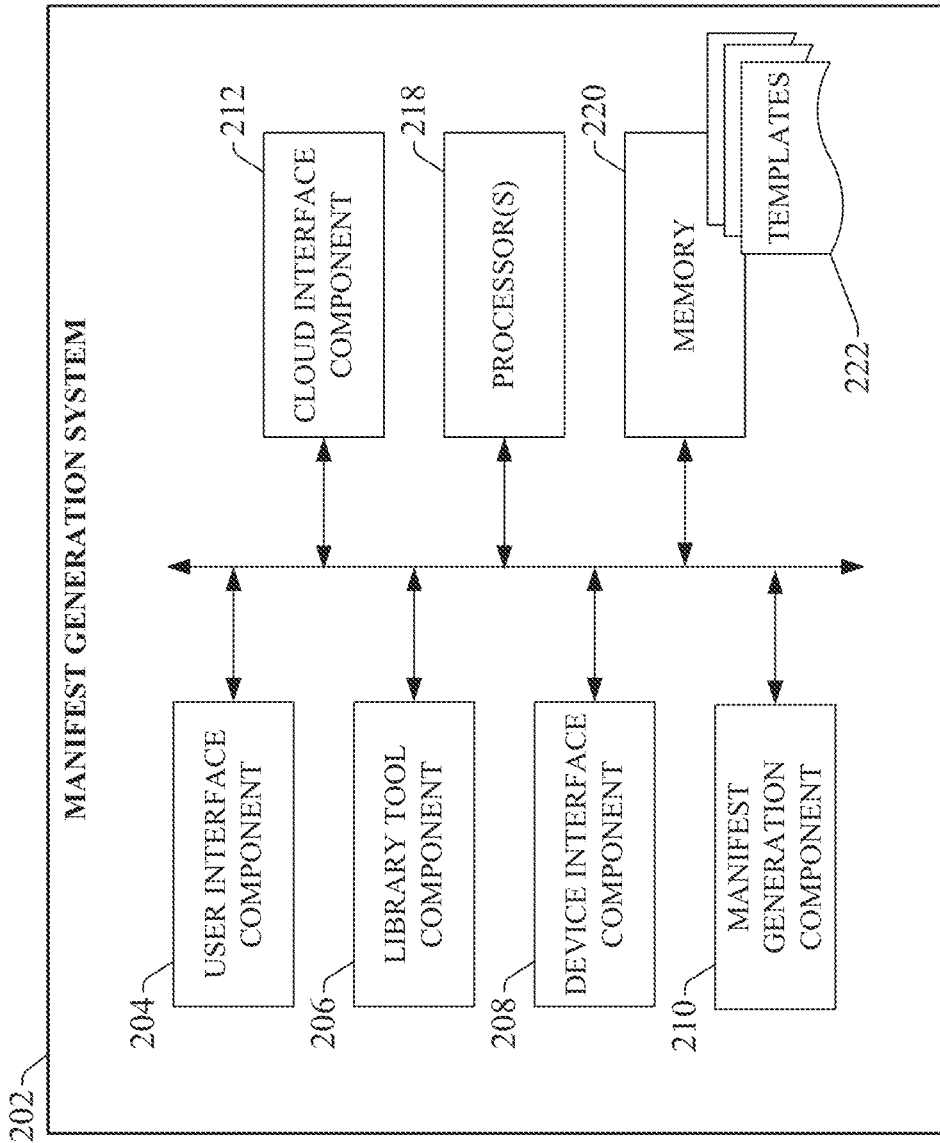 202
MANIFEST GENERATION SYSTEM
204
USER INTERFACE
COMPONENT
206
LIBRARY TOOL
COMPONENT
208
DEVICE INTERFACE
COMPONENT
210
MANIFEST
GENERATION
COMPONENT
212
CLOUD INTERFACE
COMPONENT
218
PROCESSOR(S)
220
MEMORY
TEMPLATES
222